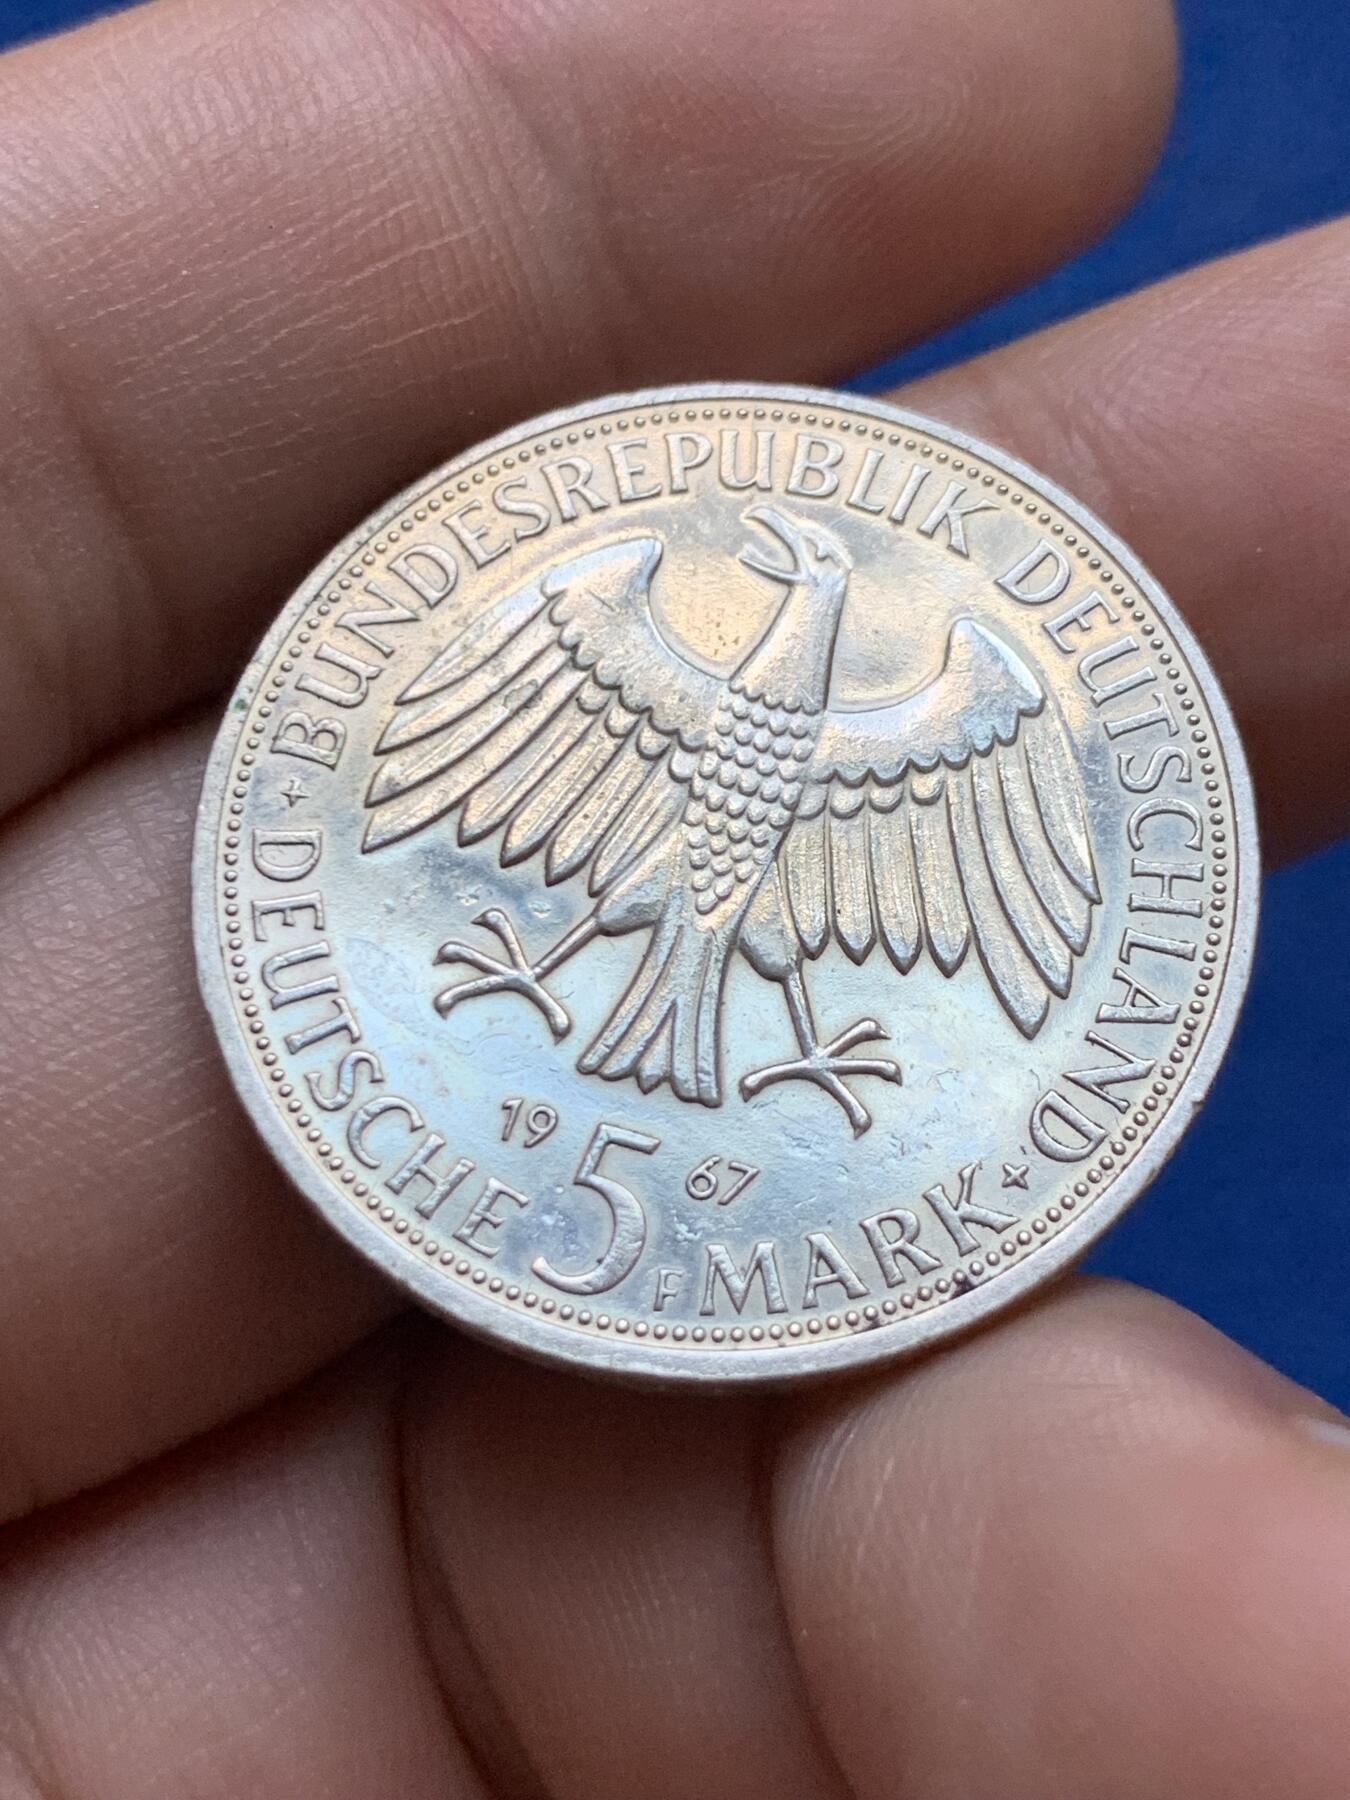 BUNDESREPUBLIK DEUTSCHLAND
+ DEUTSCHE 5 MARK +
19 67
F